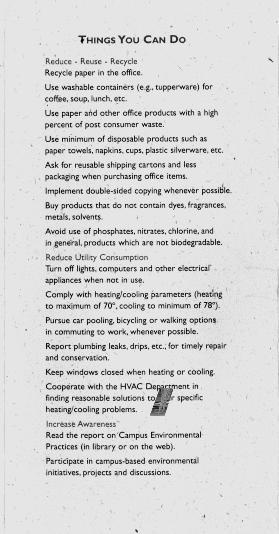 THINGS YOU CAN DO
Reduce - Reuse - Recycle
Recycle paper in the office.
Use washable containers (e.g., tupperware) for
coffee, soup, lunch, etc.
Use paper and other office products with a high
percent of post consumer waste.
Use minimum of disposable products such as
paper towels, napkins, cups, plastic silverware, etc.
Ask for reusable shipping cartons and less
packaging when purchasing office items.
Implement double-sided copying whenever possible.
Buy products that do not contain dyes, fragrances,
metals, solvents.
Avoid use of phosphates, nitrates, chlorine, and
in general, products which are not biodegradable.
Reduce Utility Consumption
Turn off lights, computers and other electrical
appliances when not in use.
Comply with heating/cooling parameters (heating
to maximum of 70°, cooling to minimum of 78°).
Pursue car pooling, bicycling or walking options
in commuting to work, whenever possible.
Report plumbing leaks, drips, etc., for timely repair
and conservation.
Keep windows closed when heating or cooling.
Cooperate with the HVAC Department in
finding reasonable solutions to specific
heating/cooling problems.
Increase Awareness
Read the report on Campus Environmental
Practices (in library or on the web).
Participate in campus-based environmental
initiatives, projects and discussions.